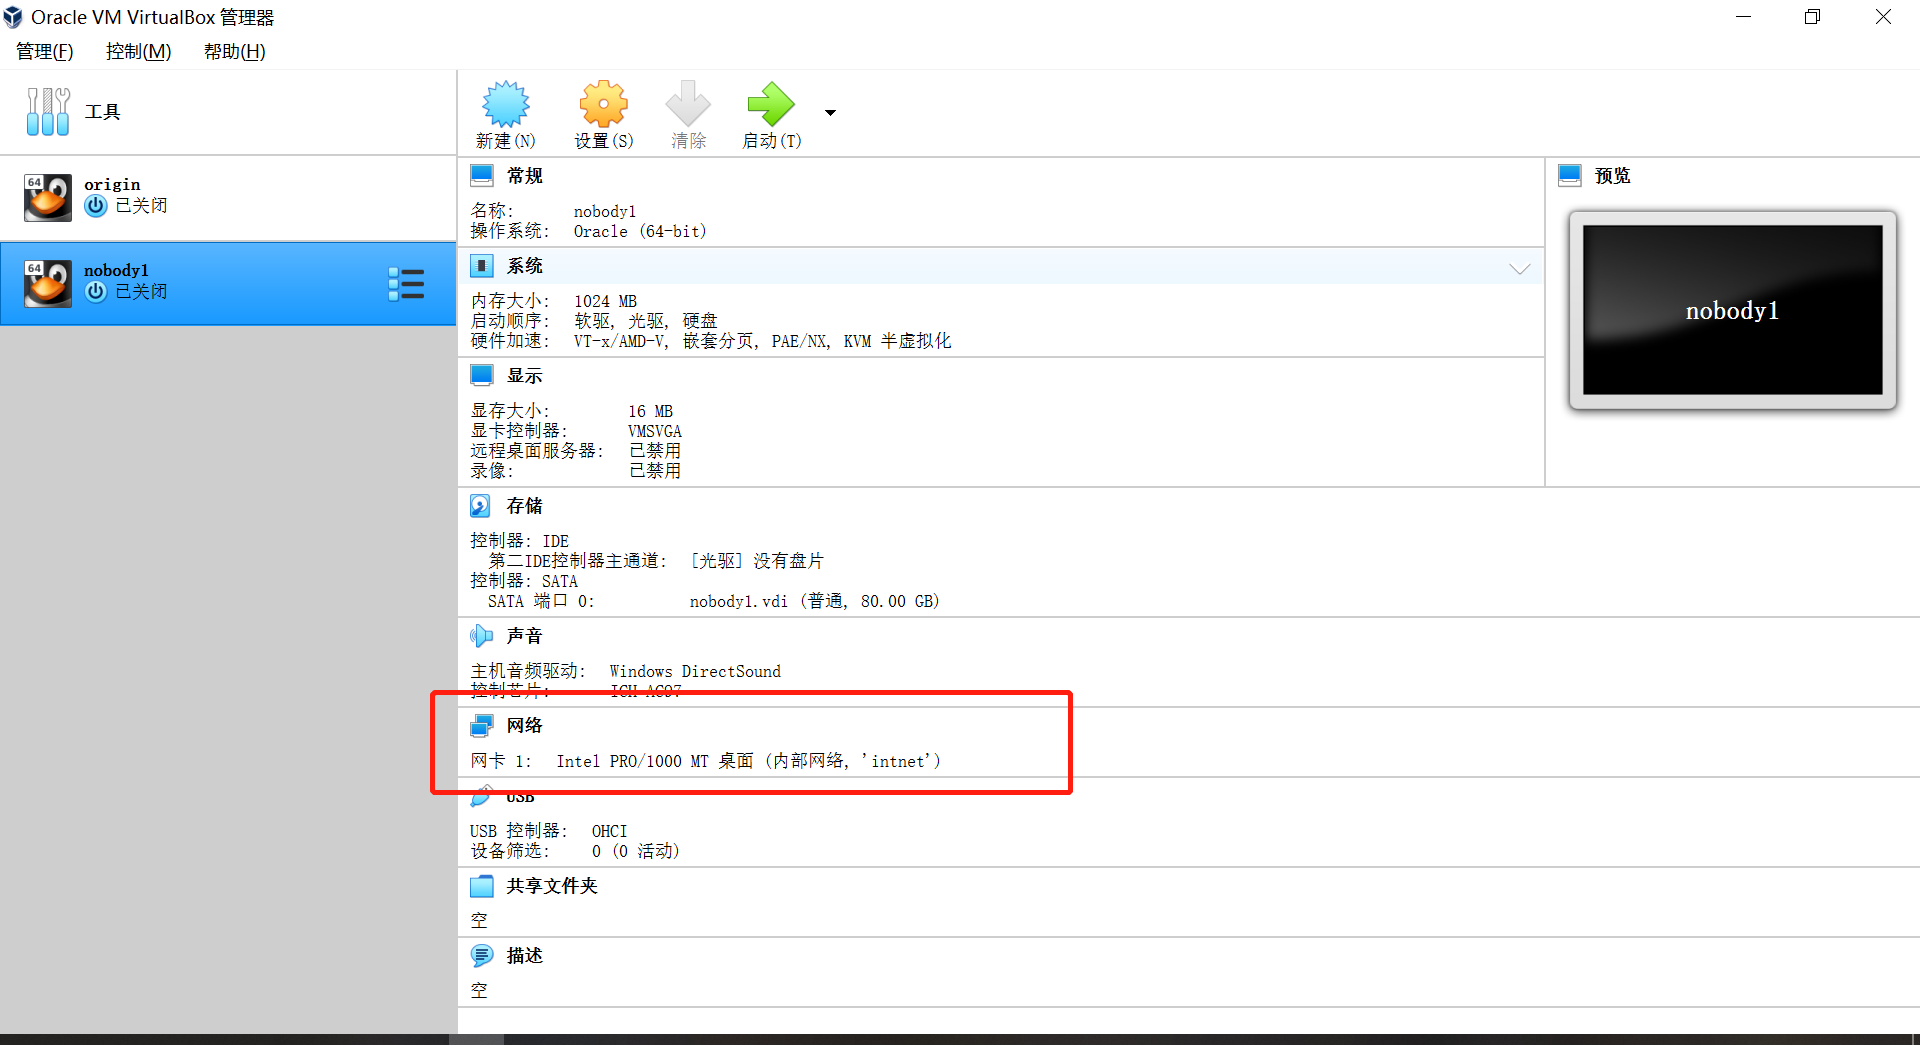 Oracle VM VirtualBox 管理器
管理(F) 控制(M) 帮助(H)
工具
新建(N) 设置(S) 清除 启动(T)
64
origin
已关闭
64
nobody1
已关闭
常规
名称: nobody1
操作系统: Oracle (64-bit)
系统
内存大小: 1024 MB
启动顺序: 软驱, 光驱, 硬盘
硬件加速: VT-x/AMD-V, 嵌套分页, PAE/NX, KVM 半虚拟化
显示
显存大小: 16 MB
显卡控制器: VMSVGA
远程桌面服务器: 已禁用
录像: 已禁用
预览
nobody1
存储
控制器: IDE
第二IDE控制器主通道: [光驱] 没有盘片
控制器: SATA
SATA 端口 0: nobody1.vdi (普通, 80.00 GB)
声音
主机音频驱动: Windows DirectSound
控制芯片: ICH AC97
网络
网卡 1: Intel PRO/1000 MT 桌面 (内部网络, 'intnet')
USB
USB 控制器: OHCI
设备筛选: 0 (0 活动)
共享文件夹
空
描述
空